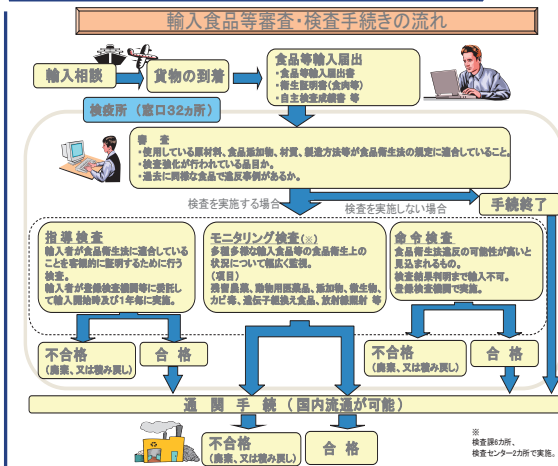 輸入食品等審査・検査手続きの流れ
輸入相談
貨物の到着
食品等輸入届出
・食品等輸入届出書
・衛生証明書(食肉等)
・自主検査成績書 等
検疫所（窓口32ヵ所）
審 査
・使用している原材料、食品添加物、材質、製造方法等が食品衛生法の規定に適合していること。
・検査強化が行われている品目か。
・過去に同様な食品で違反事例があるか。
検査を実施する場合
検査を実施しない場合
手続終了
指導検査
輸入者が食品衛生法に適合している
ことを客観的に証明するために行う
検査。
輸入者が登録検査機関等に委託し
て輸入開始時及び1年毎に実施。
モニタリング検査(※)
多種多様な輸入食品等の食品衛生上の
状況について幅広く監視。
(項目)
残留農薬、動物用医薬品、添加物、微生物、
カビ毒、遺伝子組換え食品、放射線照射 等
命令検査
食品衛生法違反の可能性が高いと
見込まれるもの。
検査結果判明まで輸入不可。
登録検査機関で実施。
不合格
(廃棄、又は積み戻し)
合 格
不合格
(廃棄、又は積み戻し)
合 格
通 関 手 続 （国内流通が可能）
不合格
(廃棄、又は積み戻し)
合 格
※
検査課6カ所、
検査センター2カ所で実施。